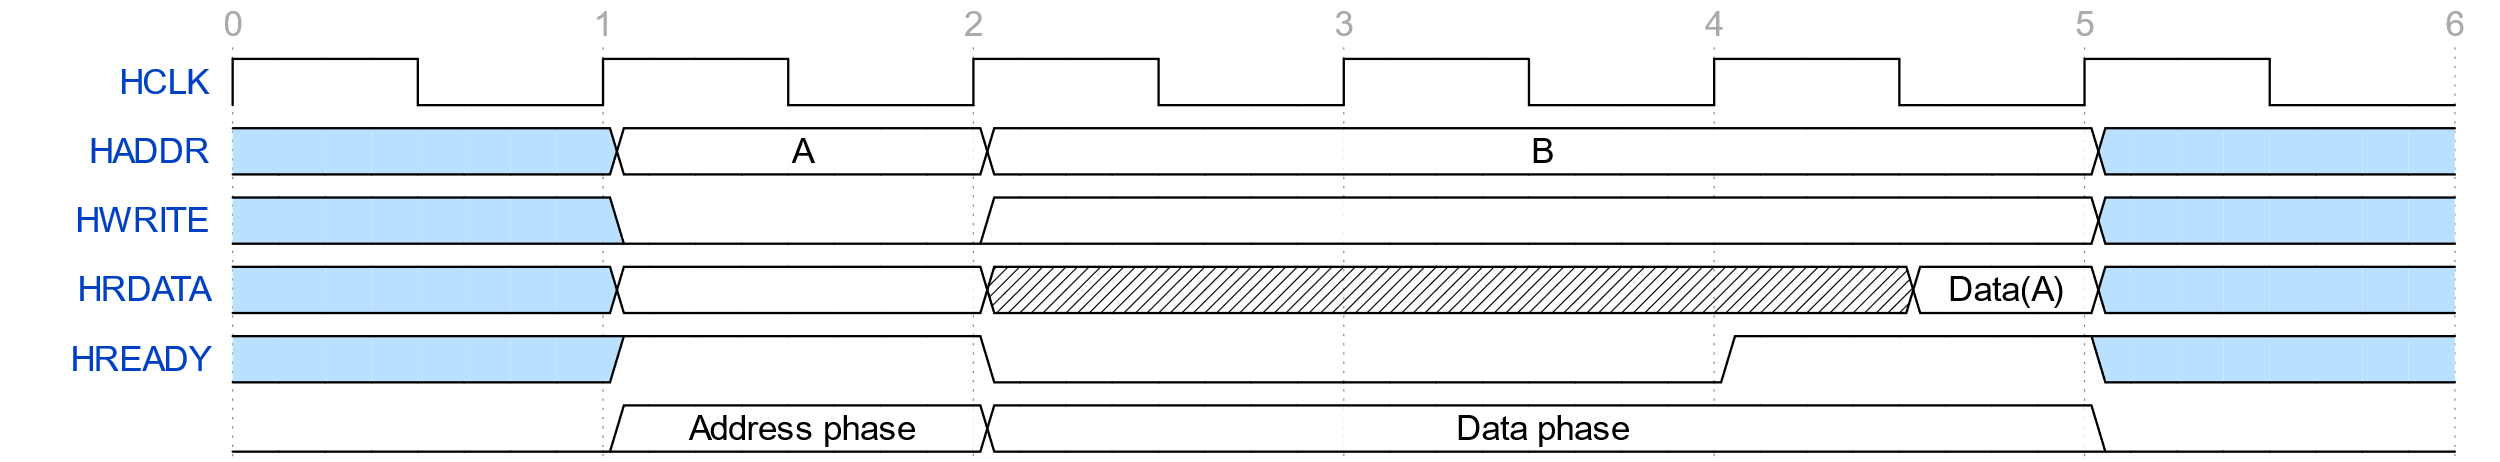 0 1 2 3 4 5 6
HCLK
HADDR A B
HWRITE
HRDATA Data(A)
HREADY
Address phase Data phase